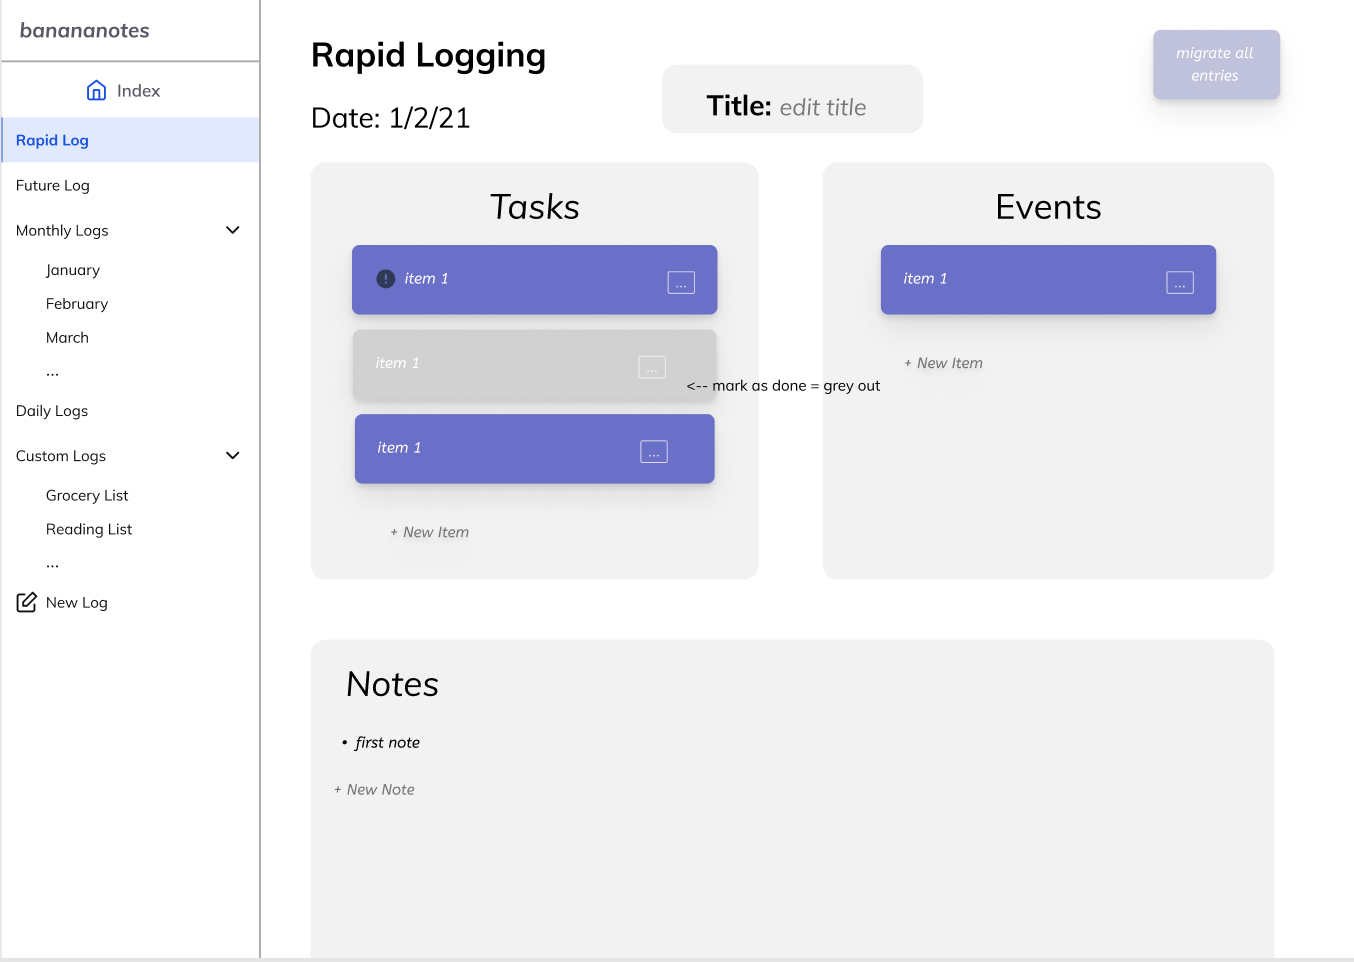 banananotes
Index
Rapid Log
Future Log
Monthly Logs
January
February
March
...
Daily Logs
Custom Logs
Grocery List
Reading List
...
New Log
Rapid Logging
Date: 1/2/21
Title: edit title
migrate all
entries
Tasks
! item 1 ...
item 1 ...
<-- mark as done = grey out
item 1 ...
+ New Item
Events
item 1 ...
+ New Item
Notes
• first note
+ New Note